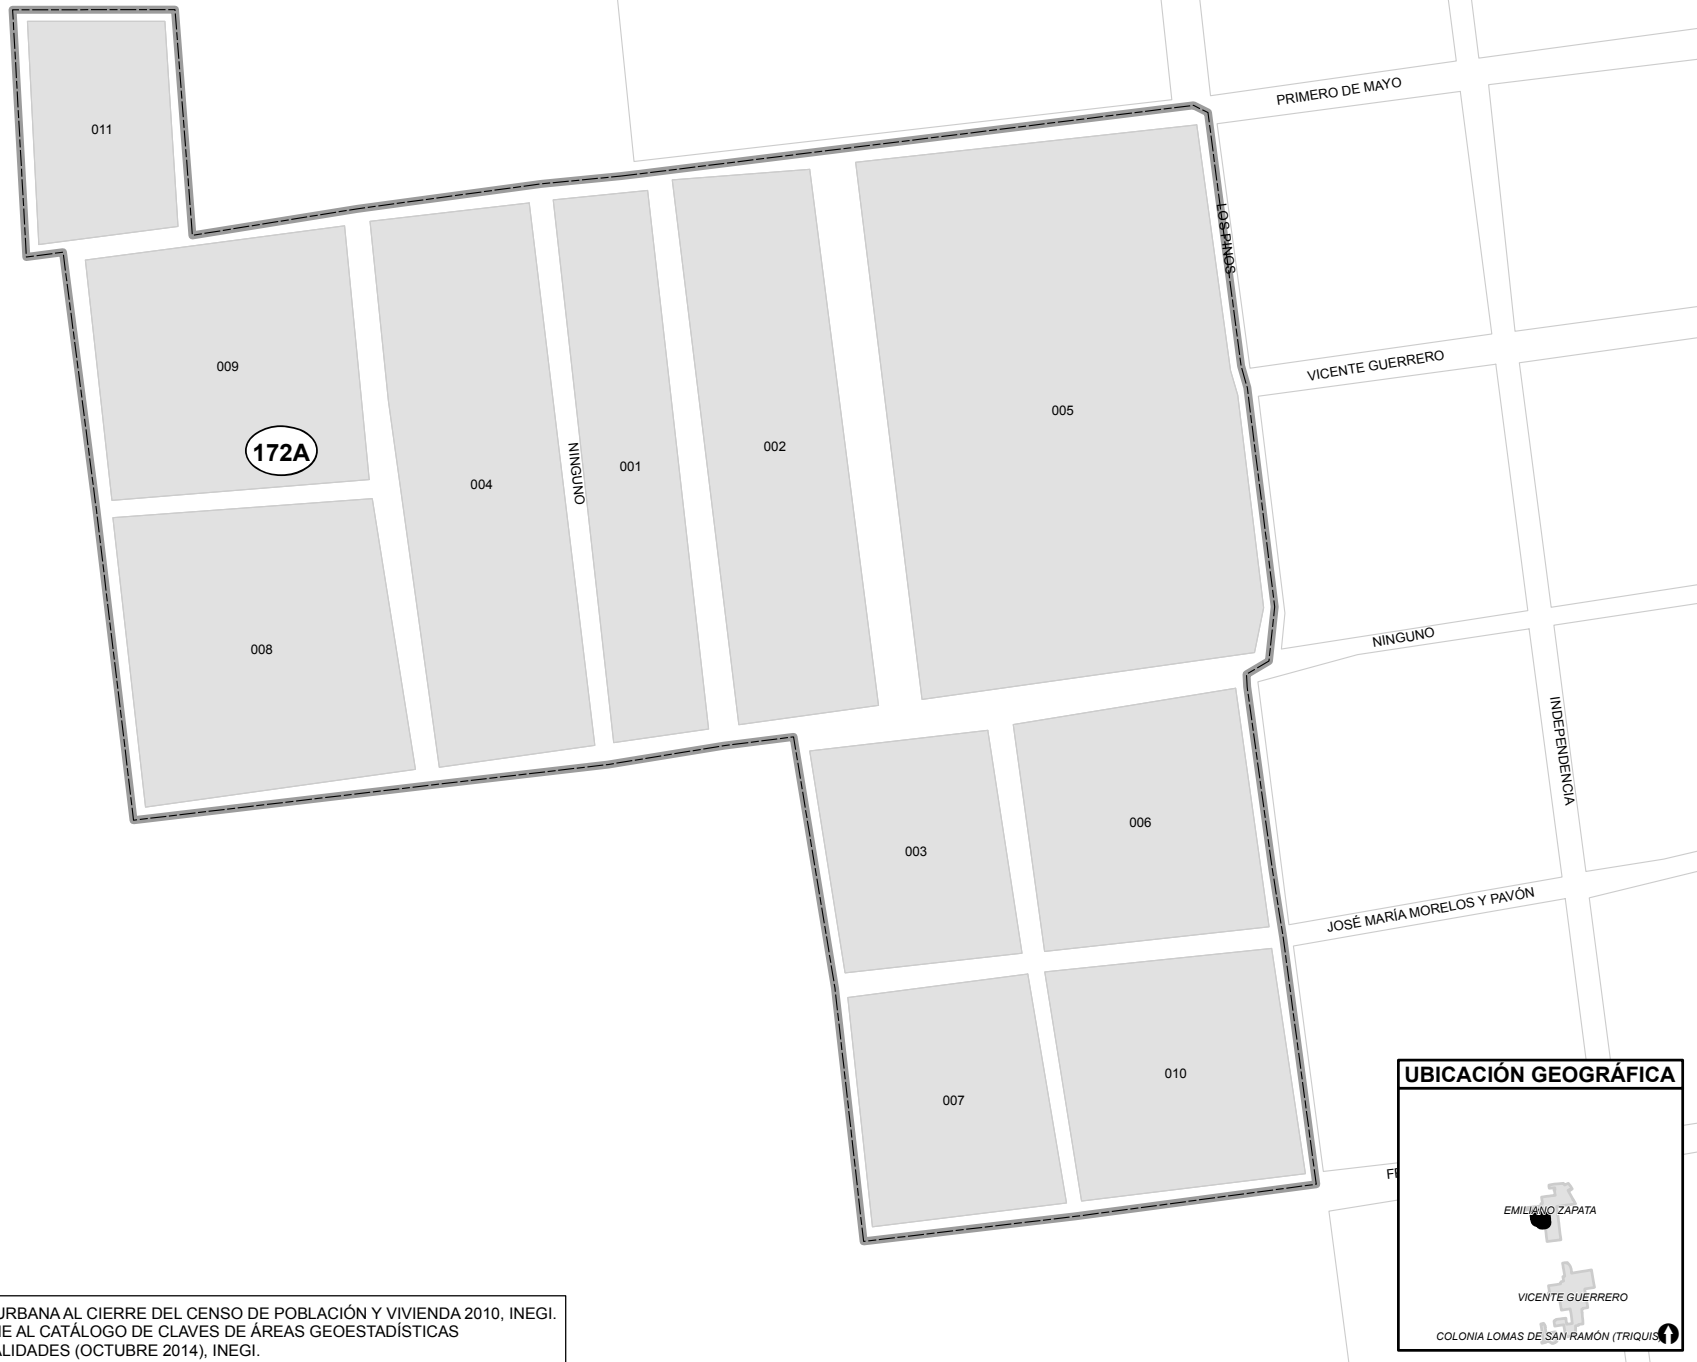 011
PRIMERO DE MAYO
LOS PINOS
009
VICENTE GUERRERO
005
172A
004
NINGUNO
001
002
008
NINGUNO
INDEPENDENCIA
003
006
JOSÉ MARÍA MORELOS Y PAVÓN
007
010
UBICACIÓN GEOGRÁFICA
EMILIANO ZAPATA
VICENTE GUERRERO
COLONIA LOMAS DE SAN RAMÓN (TRIQUIS
URBANA AL CIERRE DEL CENSO DE POBLACIÓN Y VIVIENDA 2010, INEGI.
AL CATÁLOGO DE CLAVES DE ÁREAS GEOESTADÍSTICAS
(OCTUBRE 2014), INEGI.